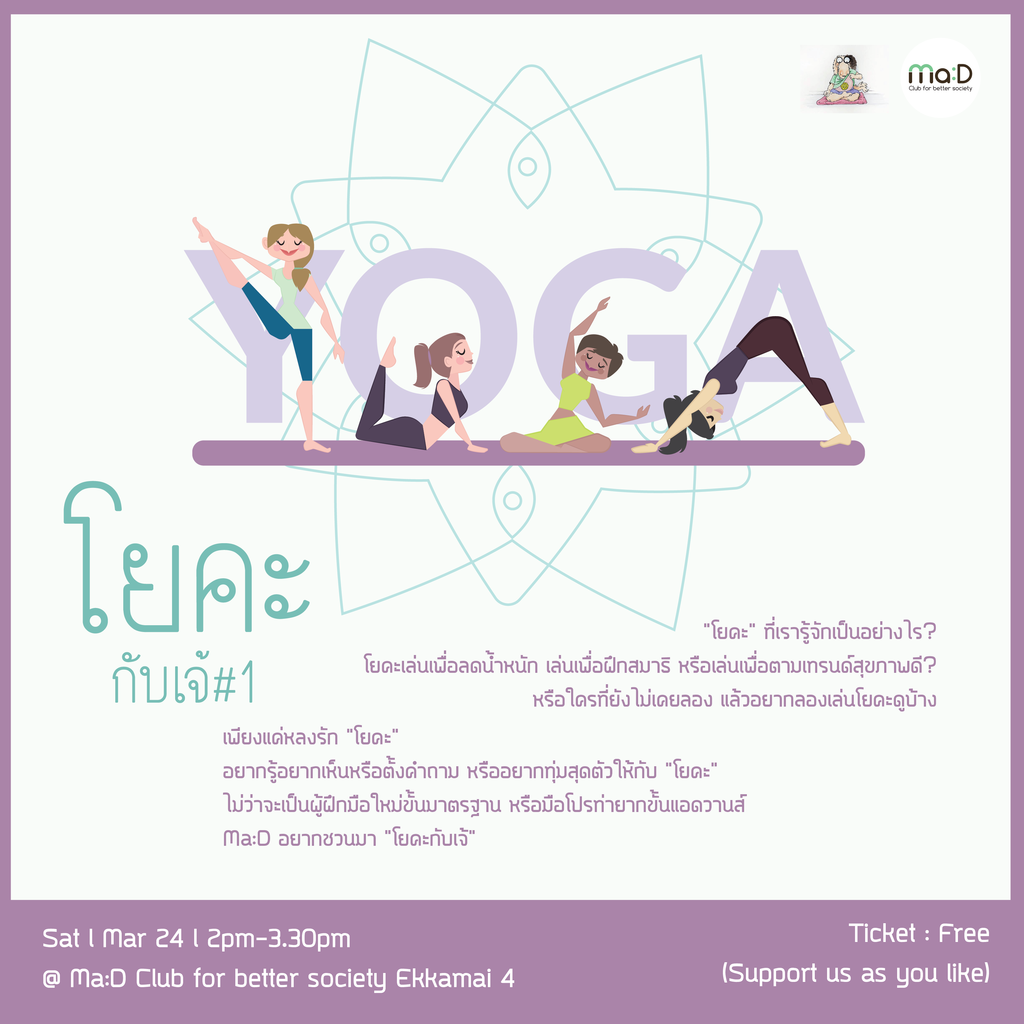 Ma:D
Club for better society
YOGA
โยคะ
กับเจ้#1
"โยคะ" ที่เรารู้จักเป็นอย่างไร?
โยคะเล่นเพื่อลดน้ำหนัก เล่นเพื่อฝึกสมาธิ หรือเล่นเพื่อตามเทรนด์สุขภาพดี?
หรือใครที่ยังไม่เคยลอง แล้วอยากลองเล่นโยคะดูบ้าง
เพียงแค่หลงรัก "โยคะ"
อยากรู้อยากเห็นหรือตั้งคำถาม หรืออยากทุ่มสุดตัวให้กับ "โยคะ"
ไม่ว่าจะเป็นผู้ฝึกมือใหม่ขั้นมาตรฐาน หรือมือโปรท่ายากขั้นแอดวานส์
Ma:D อยากชวนมา "โยคะกับเจ้"
Sat l Mar 24 l 2pm-3.30pm
@ Ma:D Club for better society Ekkamai 4
Ticket : Free
(Support us as you like)